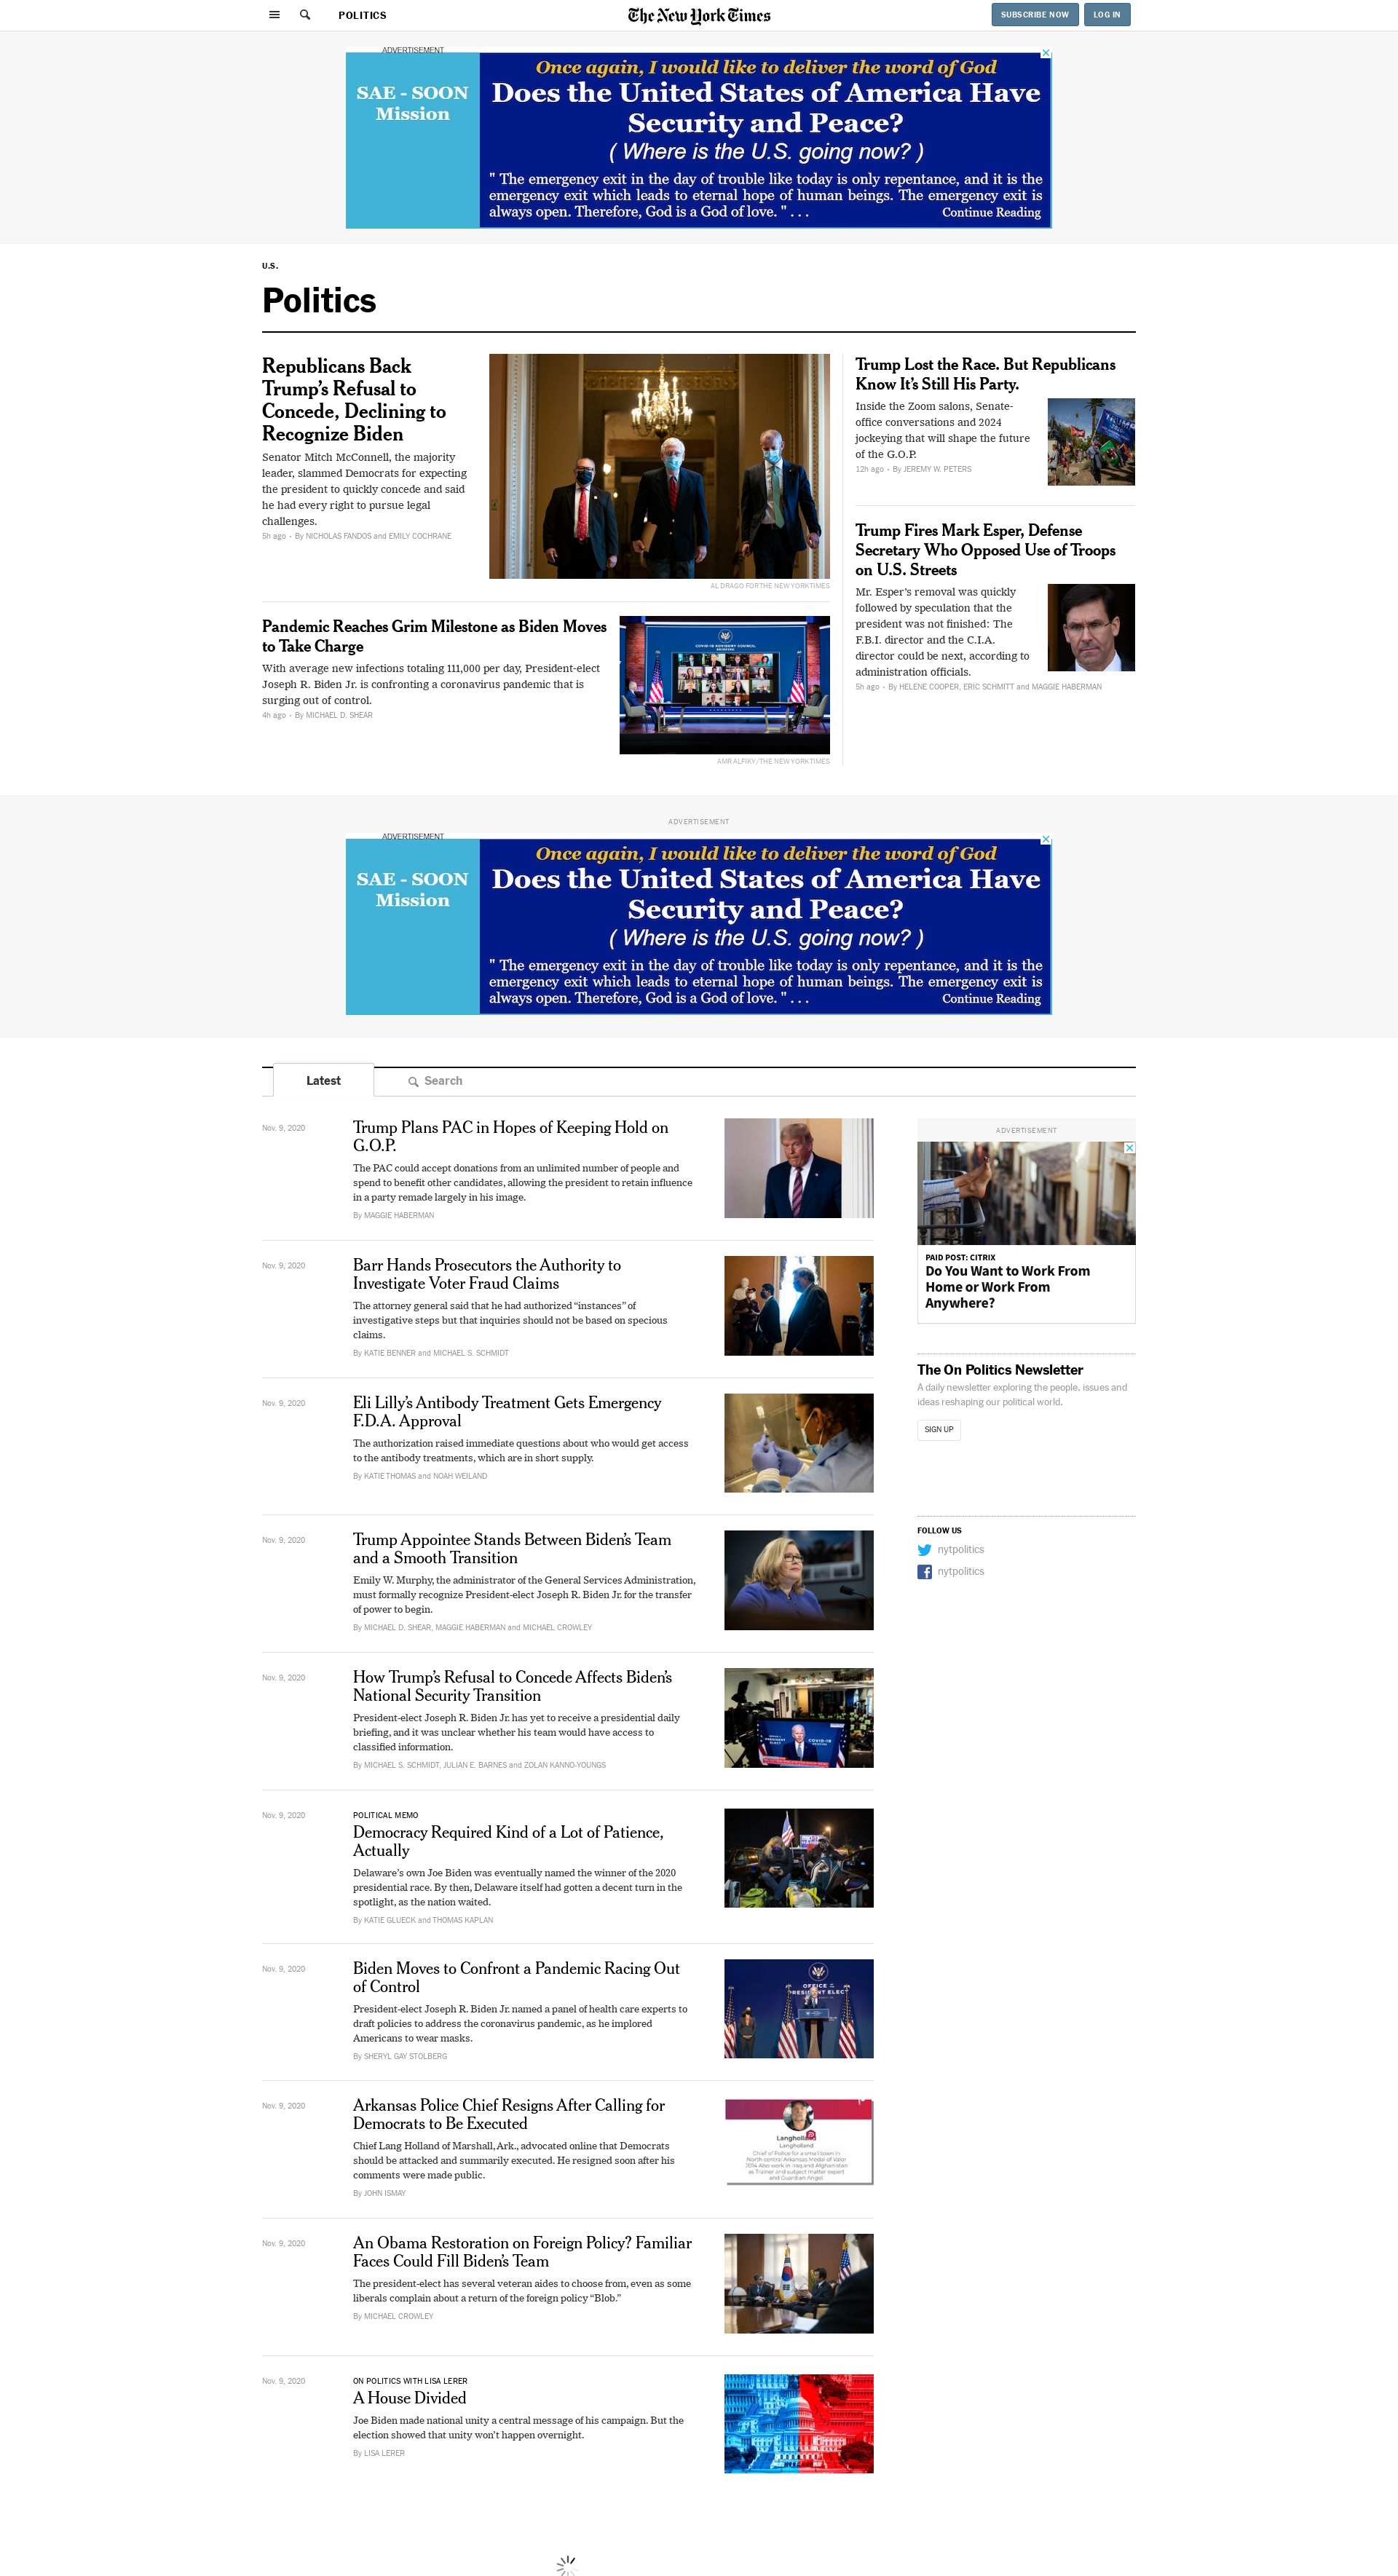 POLITICS
The New York Times
SUBSCRIBE NOW
LOG IN
ADVERTISEMENT
SAE - SOON
Mission
Once again, I would like to deliver the word of God
Does the United States of America Have
Security and Peace?
( Where is the U.S. going now? )
" The emergency exit in the day of trouble like today is only repentance, and it is the
emergency exit which leads to eternal hope of human beings. The emergency exit is
always open. Therefore, God is a God of love. " . . .
Continue Reading
U.S.
Politics
Republicans Back
Trump’s Refusal to
Concede, Declining to
Recognize Biden
Senator Mitch McConnell, the majority
leader, slammed Democrats for expecting
the president to quickly concede and said
he had every right to pursue legal
challenges.
5h ago • By NICHOLAS FANDOS and EMILY COCHRANE
AL DRAGO FOR THE NEW YORK TIMES
Pandemic Reaches Grim Milestone as Biden Moves
to Take Charge
With average new infections totaling 111,000 per day, President-elect
Joseph R. Biden Jr. is confronting a coronavirus pandemic that is
surging out of control.
4h ago • By MICHAEL D. SHEAR
AMR ALFIKY/THE NEW YORK TIMES
Trump Lost the Race. But Republicans
Know It’s Still His Party.
Inside the Zoom salons, Senate-
office conversations and 2024
jockeying that will shape the future
of the G.O.P.
12h ago • By JEREMY W. PETERS
TRUMP
Trump Fires Mark Esper, Defense
Secretary Who Opposed Use of Troops
on U.S. Streets
Mr. Esper’s removal was quickly
followed by speculation that the
president was not finished: The
F.B.I. director and the C.I.A.
director could be next, according to
administration officials.
5h ago • By HELENE COOPER, ERIC SCHMITT and MAGGIE HABERMAN
ADVERTISEMENT
ADVERTISEMENT
SAE - SOON
Mission
Once again, I would like to deliver the word of God
Does the United States of America Have
Security and Peace?
( Where is the U.S. going now? )
" The emergency exit in the day of trouble like today is only repentance, and it is the
emergency exit which leads to eternal hope of human beings. The emergency exit is
always open. Therefore, God is a God of love. " . . .
Continue Reading
Latest
Search
Nov. 9, 2020
Trump Plans PAC in Hopes of Keeping Hold on
G.O.P.
The PAC could accept donations from an unlimited number of people and
spend to benefit other candidates, allowing the president to retain influence
in a party remade largely in his image.
By MAGGIE HABERMAN
Nov. 9, 2020
Barr Hands Prosecutors the Authority to
Investigate Voter Fraud Claims
The attorney general said that he had authorized “instances” of
investigative steps but that inquiries should not be based on specious
claims.
By KATIE BENNER and MICHAEL S. SCHMIDT
Nov. 9, 2020
Eli Lilly’s Antibody Treatment Gets Emergency
F.D.A. Approval
The authorization raised immediate questions about who would get access
to the antibody treatments, which are in short supply.
By KATIE THOMAS and NOAH WEILAND
Nov. 9, 2020
Trump Appointee Stands Between Biden’s Team
and a Smooth Transition
Emily W. Murphy, the administrator of the General Services Administration,
must formally recognize President-elect Joseph R. Biden Jr. for the transfer
of power to begin.
By MICHAEL D. SHEAR, MAGGIE HABERMAN and MICHAEL CROWLEY
Nov. 9, 2020
How Trump’s Refusal to Concede Affects Biden’s
National Security Transition
President-elect Joseph R. Biden Jr. has yet to receive a presidential daily
briefing, and it was unclear whether his team would have access to
classified information.
By MICHAEL S. SCHMIDT, JULIAN E. BARNES and ZOLAN KANNO-YOUNGS
Nov. 9, 2020
POLITICAL MEMO
Democracy Required Kind of a Lot of Patience,
Actually
Delaware’s own Joe Biden was eventually named the winner of the 2020
presidential race. By then, Delaware itself had gotten a decent turn in the
spotlight, as the nation waited.
By KATIE GLUECK and THOMAS KAPLAN
Nov. 9, 2020
Biden Moves to Confront a Pandemic Racing Out
of Control
President-elect Joseph R. Biden Jr. named a panel of health care experts to
draft policies to address the coronavirus pandemic, as he implored
Americans to wear masks.
By SHERYL GAY STOLBERG
Nov. 9, 2020
Arkansas Police Chief Resigns After Calling for
Democrats to Be Executed
Chief Lang Holland of Marshall, Ark., advocated online that Democrats
should be attacked and summarily executed. He resigned soon after his
comments were made public.
By JOHN ISMAY
Langholland
Langholland
Chief of Police for a small town in
North central Arkansas Medal of Valor
2014 Also work in Iraq and Afghanistan
as Trainer and subject matter expert
and Guardian Angel.
Nov. 9, 2020
An Obama Restoration on Foreign Policy? Familiar
Faces Could Fill Biden’s Team
The president-elect has several veteran aides to choose from, even as some
liberals complain about a return of the foreign policy “Blob.”
By MICHAEL CROWLEY
Nov. 9, 2020
ON POLITICS WITH LISA LERER
A House Divided
Joe Biden made national unity a central message of his campaign. But the
election showed that unity won’t happen overnight.
By LISA LERER
ADVERTISEMENT
PAID POST: CITRIX
Do You Want to Work From
Home or Work From
Anywhere?
The On Politics Newsletter
A daily newsletter exploring the people, issues and
ideas reshaping our political world.
SIGN UP
FOLLOW US
nytpolitics
nytpolitics